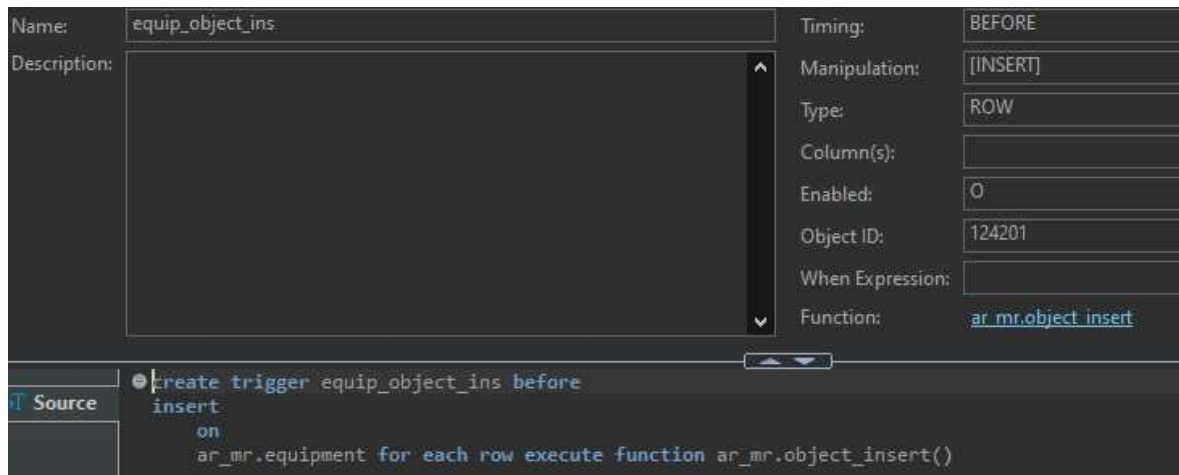 Name: equip_object_ins Timing: BEFORE
Description: Manipulation: [INSERT]
Type: ROW
Column(s):
Enabled: O
Object ID: 124201
When Expression:
Function: ar_mr.object_insert
create trigger equip_object_ins before
Source insert
on
ar_mr.equipment for each row execute function ar_mr.object_insert()